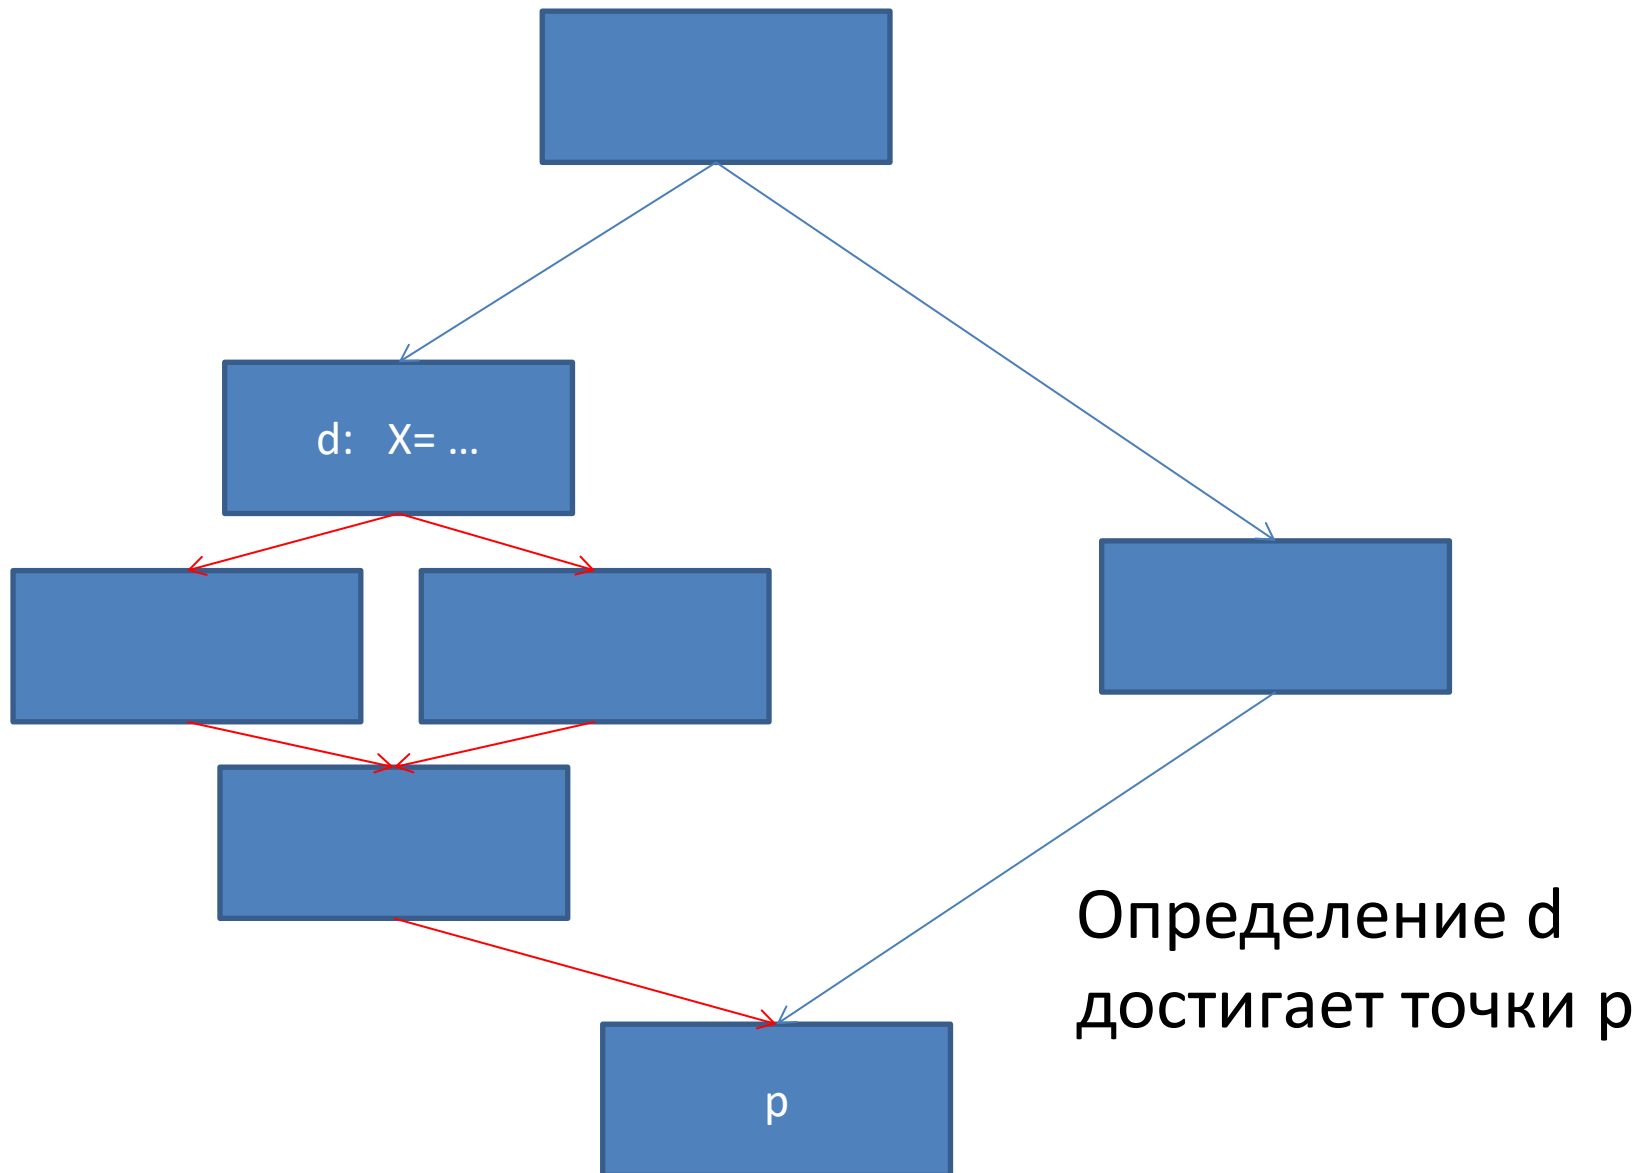 d: X= ...
Определение d
достигает точки p
p